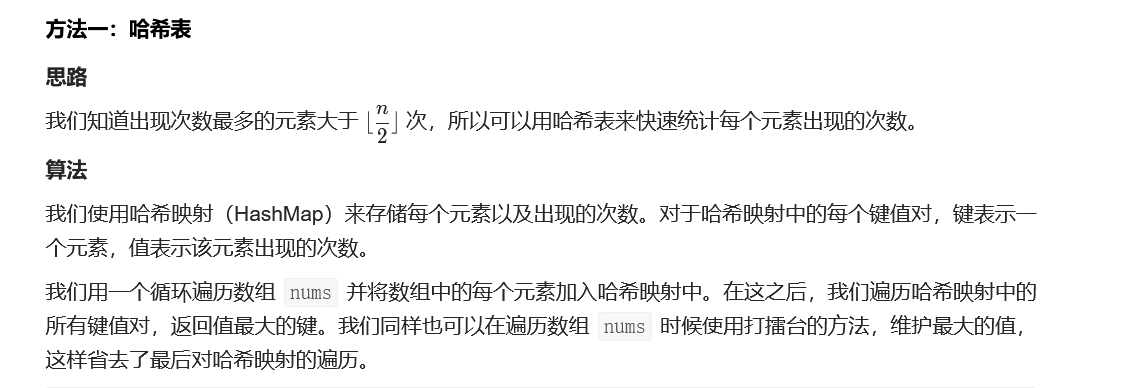 方法一：哈希表
思路
我们知道出现次数最多的元素大于 ⌊n/2⌋ 次，所以可以用哈希表来快速统计每个元素出现的次数。
算法
我们使用哈希映射（HashMap）来存储每个元素以及出现的次数。对于哈希映射中的每个键值对，键表示一
个元素，值表示该元素出现的次数。
我们用一个循环遍历数组 nums 并将数组中的每个元素加入哈希映射中。在这之后，我们遍历哈希映射中的
所有键值对，返回值最大的键。我们同样也可以在遍历数组 nums 时候使用打擂台的方法，维护最大的值，
这样省去了最后对哈希映射的遍历。